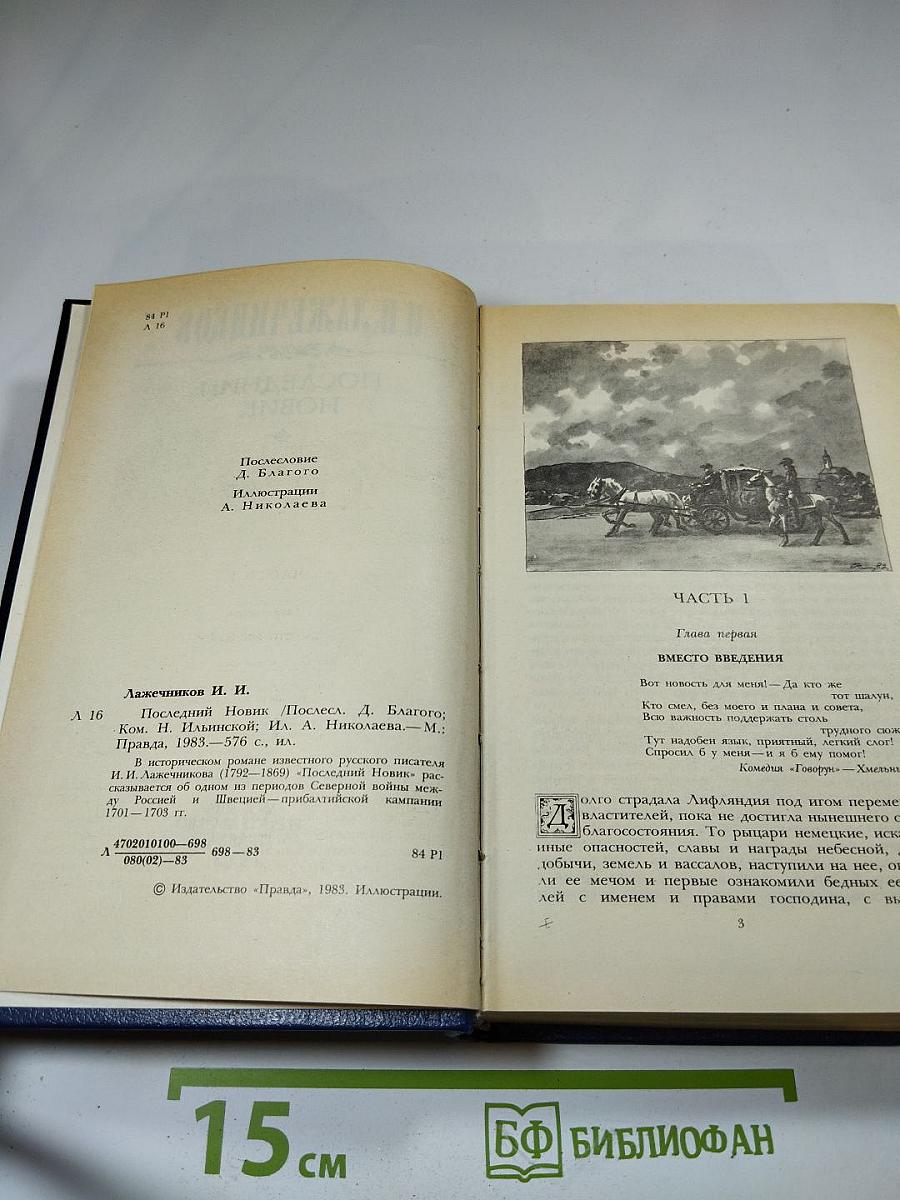 84 Р1
Л 16
Послесловие
Д. Благого
Иллюстрации
А. Николаева
Лажечников И. И.
Л 16 Последний Новик /Послесл. Д. Благого;
Ком. Н. Ильинской; Ил. А. Николаева.— М.:
Правда, 1983.—576 с., ил.
В историческом романе известного русского писателя
И. И. Лажечникова (1792—1869) «Последний Новик» рас-
сказывается об одном из периодов Северной войны меж-
ду Россией и Швецией — прибалтийской кампании
1701—1703 гг.
Л 4702010100—698
080(02)—83 698—83 84 Р1
© Издательство «Правда», 1983. Иллюстрации.
ЧАСТЬ 1
Глава первая
ВМЕСТО ВВЕДЕНИЯ
Вот новость для меня! — Да кто же
тот шалун,
Кто смел, без моего и плана и совета,
Всю важность поддержать столь
трудного сюж
Тут надобен язык, приятный, легкий слог!
Спросил б у меня — и я б ему помог!
Комедия «Говорун» — Хмельни
Долго страдала Лифляндия под игом переме
властителей, пока не достигла нынешнего с
благосостояния. То рыцари немецкие, иска
иные опасностей, славы и награды небесной, д
добычи, земель и вассалов, наступили на нее, ок
ли ее мечом и первые ознакомили бедных ее
лей с именем и правами господина, с вы
3
15 см
БФ БИБЛИОФАН